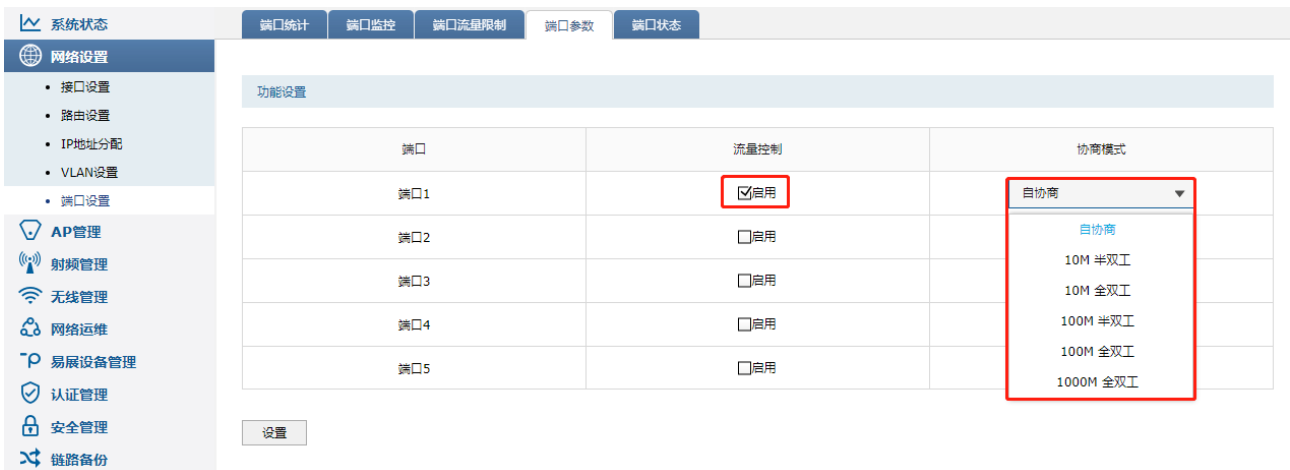 系统状态
网络设置
接口设置
路由设置
IP地址分配
VLAN设置
端口设置
AP管理
射频管理
无线管理
网络运维
易展设备管理
认证管理
安全管理
链路备份
端口统计 端口监控 端口流量限制 端口参数 端口状态
功能设置
端口 流量控制 协商模式
端口1 启用 自协商
端口2 启用
端口3 启用
端口4 启用
端口5 启用
自协商
10M 半双工
10M 全双工
100M 半双工
100M 全双工
1000M 全双工
设置